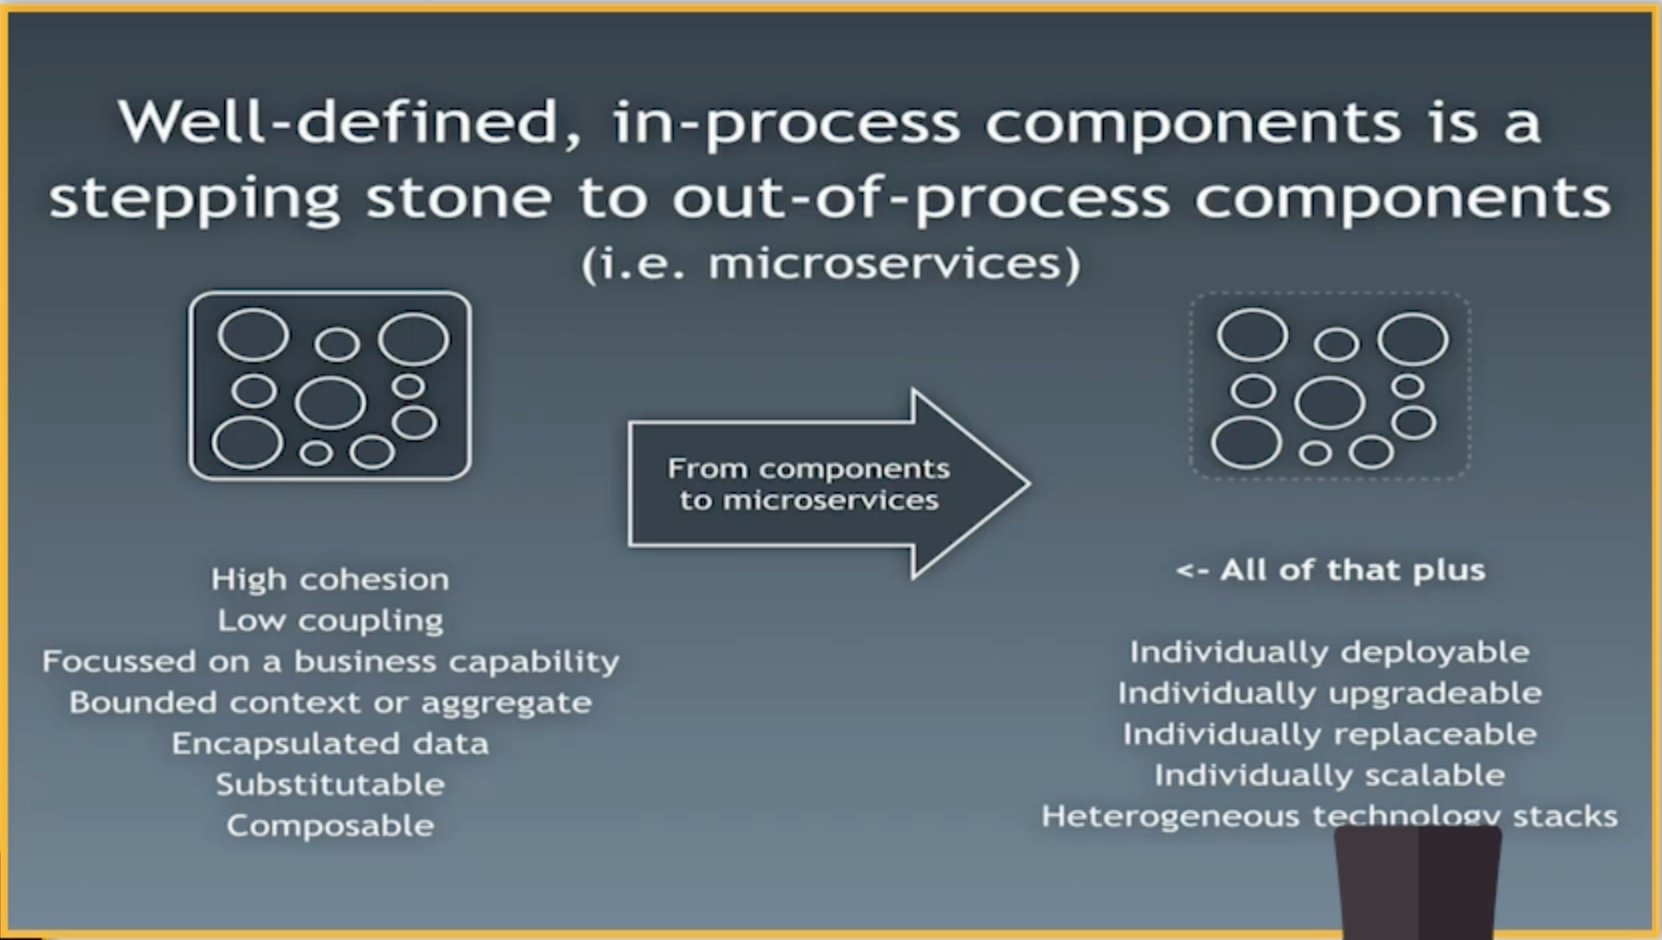 Well-defined, in-process components is a
stepping stone to out-of-process components
(i.e. microservices)
From components
to microservices
High cohesion
Low coupling
Focussed on a business capability
Bounded context or aggregate
Encapsulated data
Substitutable
Composable
<- All of that plus
Individually deployable
Individually upgradeable
Individually replaceable
Individually scalable
Heterogeneous technology stacks